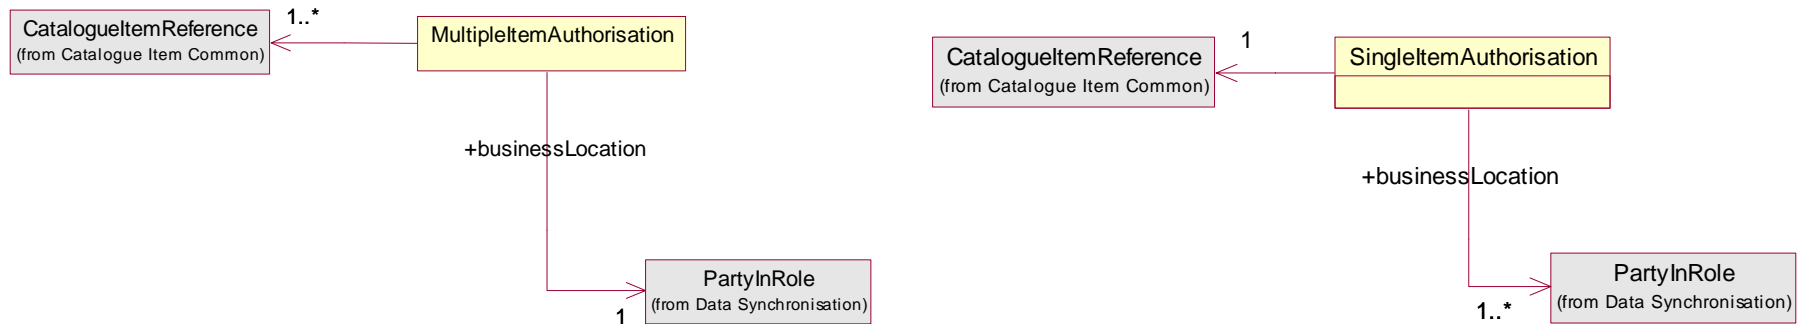 1..*
CatalogueItemReference
(from Catalogue Item Common)
MultipleItemAuthorisation
+businessLocation
PartyInRole
(from Data Synchronisation)
1
1
CatalogueItemReference
(from Catalogue Item Common)
SingleItemAuthorisation
+businessLocation
PartyInRole
(from Data Synchronisation)
1..*